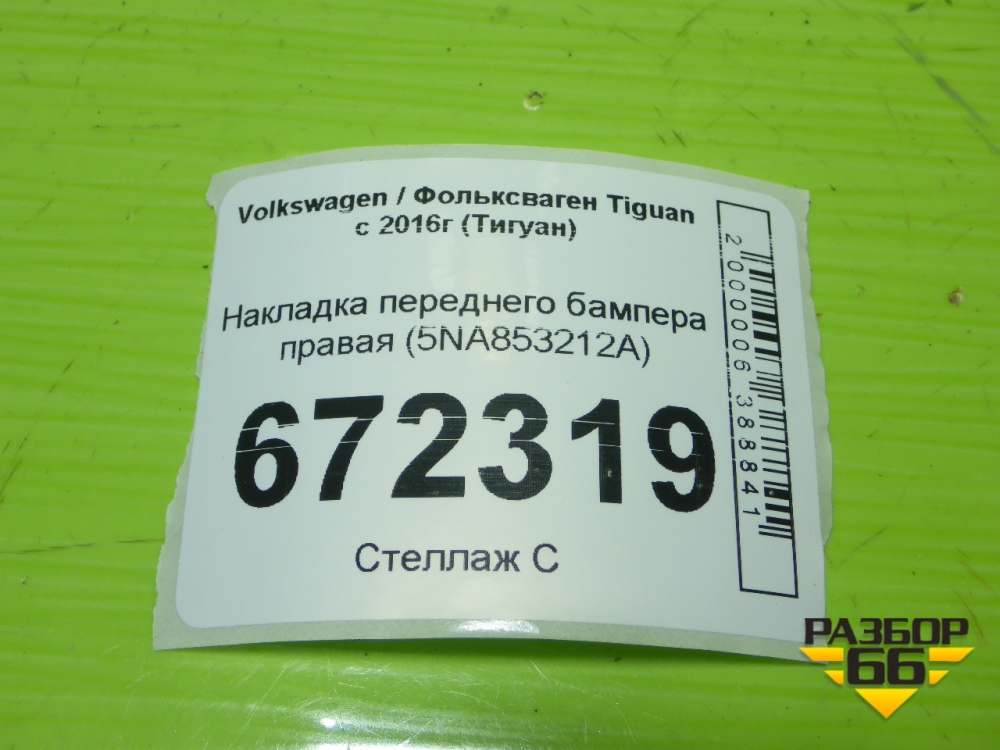 Volkswagen / Фольксваген Tiguan
с 2016г (Тигуан)
Накладка переднего бампера
правая (5NA853212A)
672319
Стеллаж С
2000006388841
РАЗБОР
66